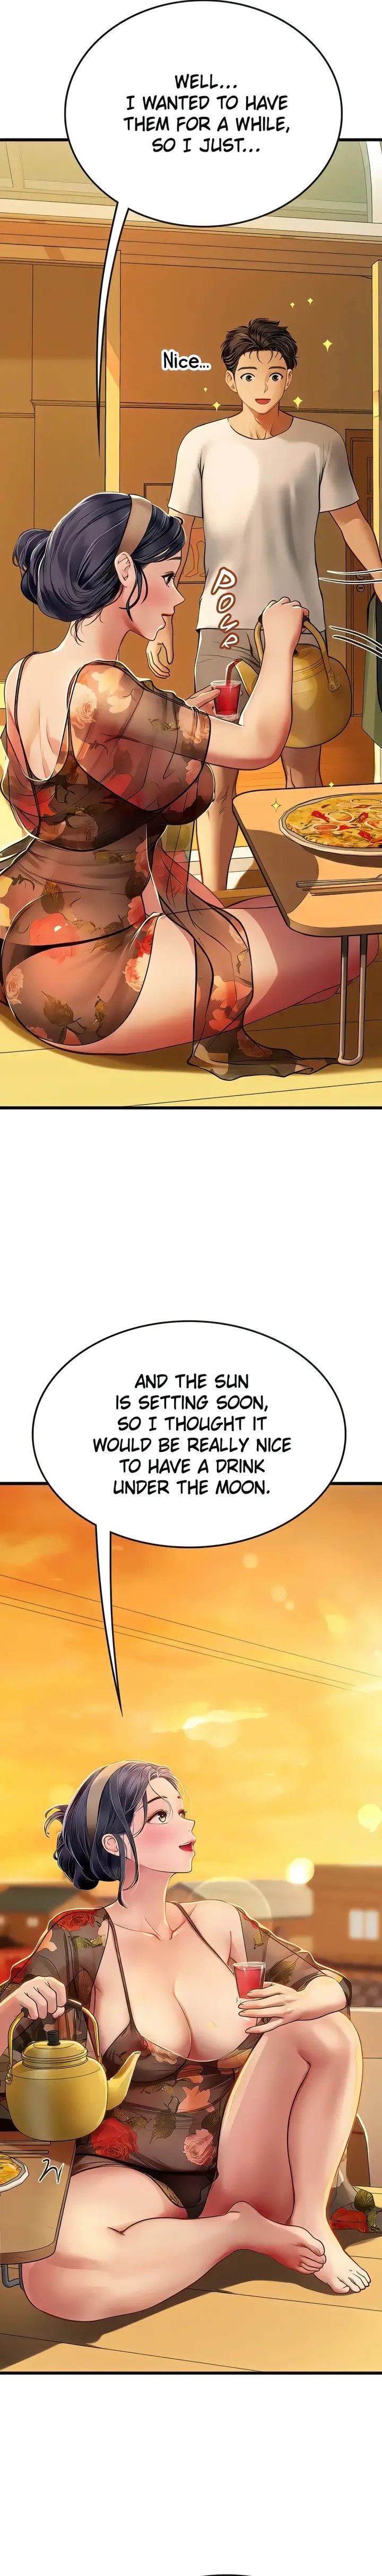 WELL...
I WANTED TO HAVE
THEM FOR A WHILE,
SO I JUST...
Nice...
POUR
AND THE SUN
IS SETTING SOON,
SO I THOUGHT IT
WOULD BE REALLY NICE
TO HAVE A DRINK
UNDER THE MOON.